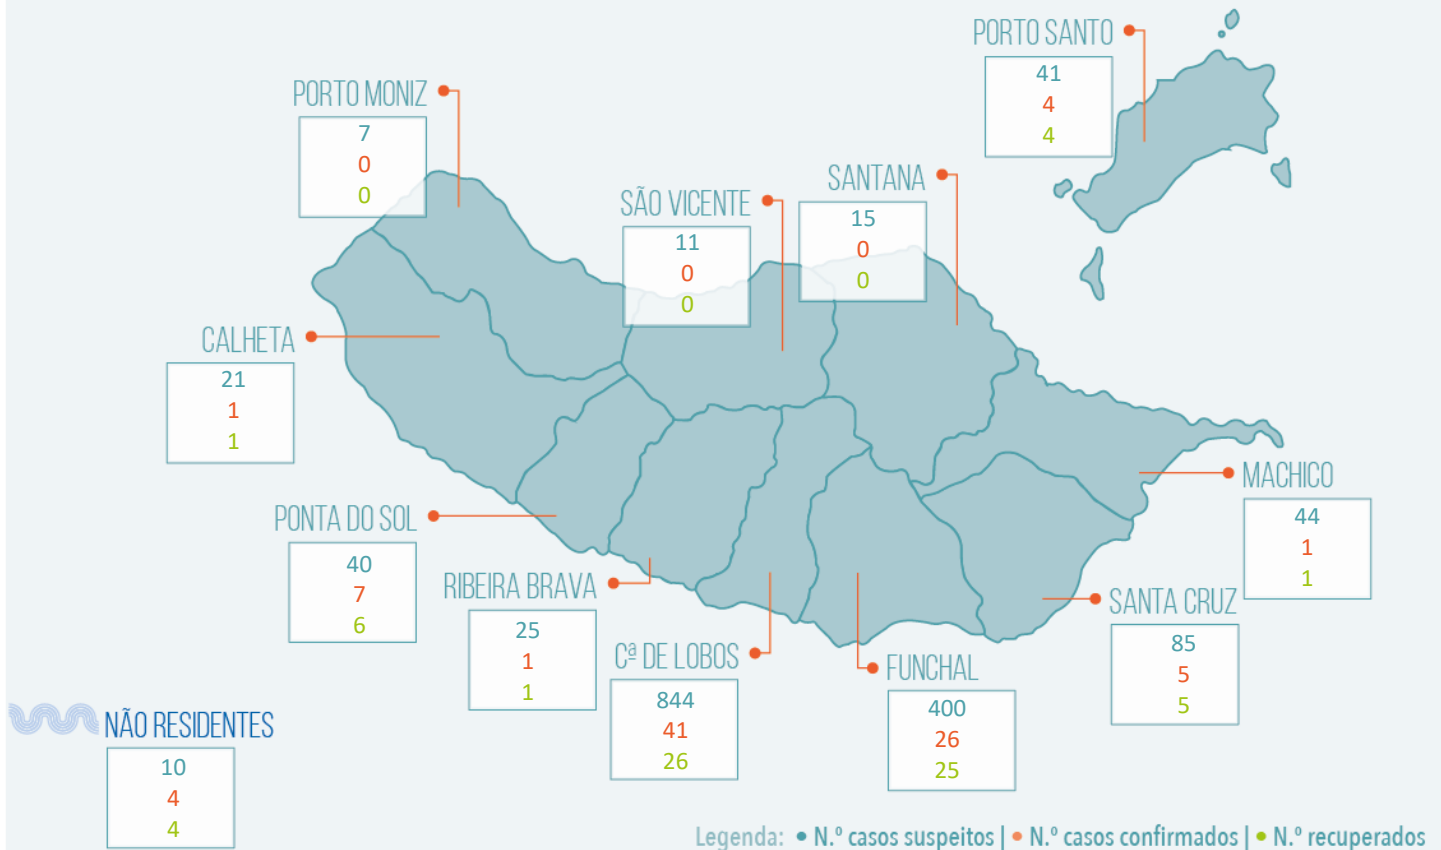 PORTO SANTO
41
4
4
PORTO MONIZ
7
0
0
SANTANA
15
0
0
SÃO VICENTE
11
0
0
CALHETA
21
1
1
MACHICO
44
1
1
PONTA DO SOL
40
7
6
RIBEIRA BRAVA
25
1
1
SANTA CRUZ
85
5
5
Cª DE LOBOS
844
41
26
FUNCHAL
400
26
25
NÃO RESIDENTES
10
4
4
Legenda: • N.º casos suspeitos | • N.º casos confirmados | • N.º recuperados